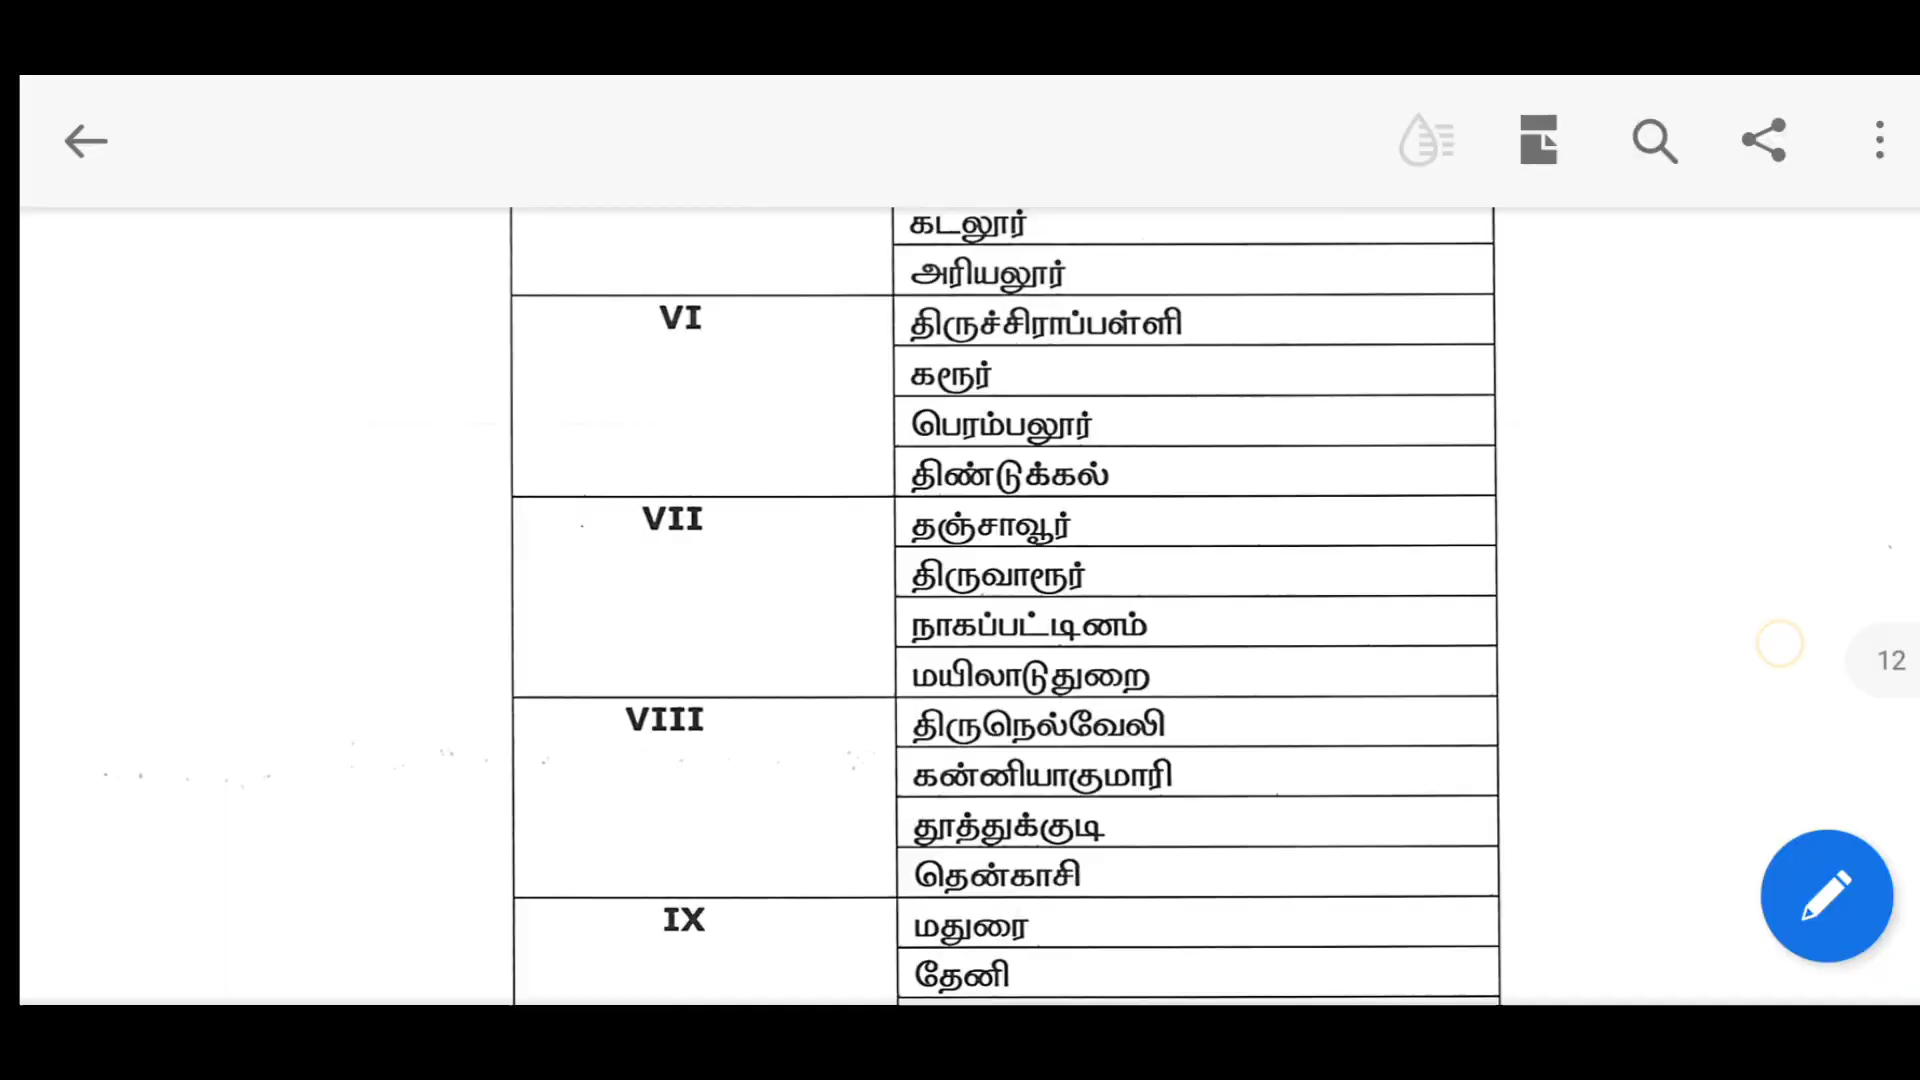 கடலூர்
அரியலூர்
VI திருச்சிராப்பள்ளி
கரூர்
பெரம்பலூர்
திண்டுக்கல்
VII தஞ்சாவூர்
திருவாரூர்
நாகப்பட்டினம்
மயிலாடுதுறை
VIII திருநெல்வேலி
கன்னியாகுமாரி
தூத்துக்குடி
தென்காசி
IX மதுரை
தேனி
12